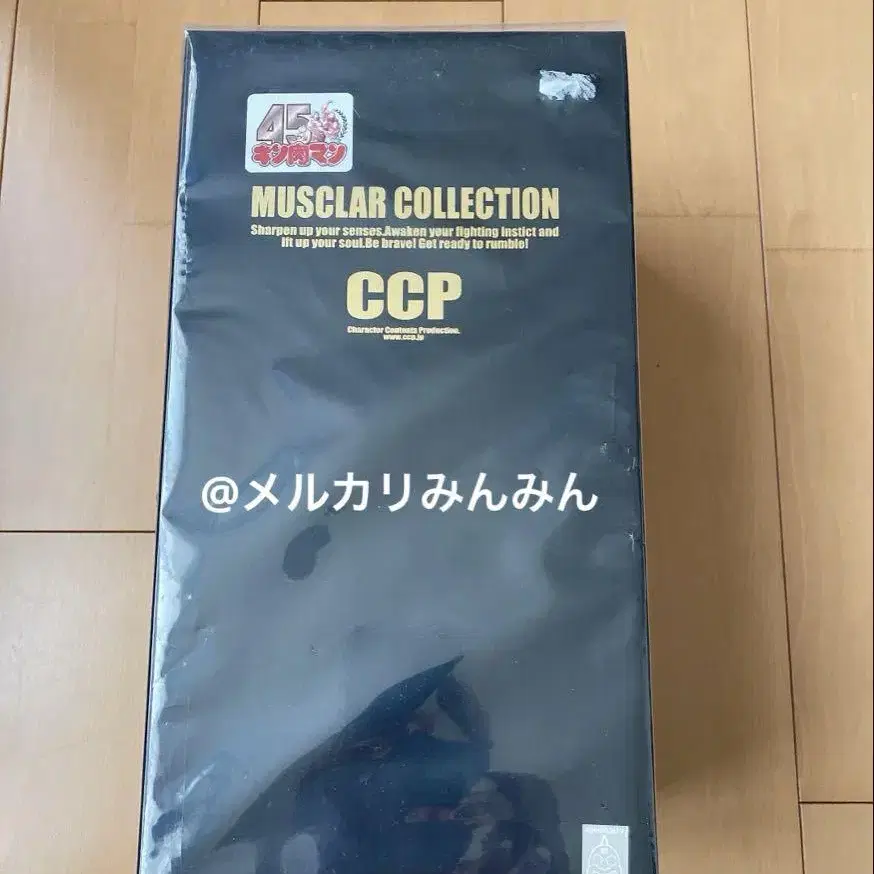 45
キン肉マン
MUSCLAR COLLECTION
Sharpen up your senses.Awaken your fighting Instict and
lft up your soul.Be brave! Get ready to rumble!
CCP
Character Contents Production.
www.ccp.jp
@メルカリみんみん